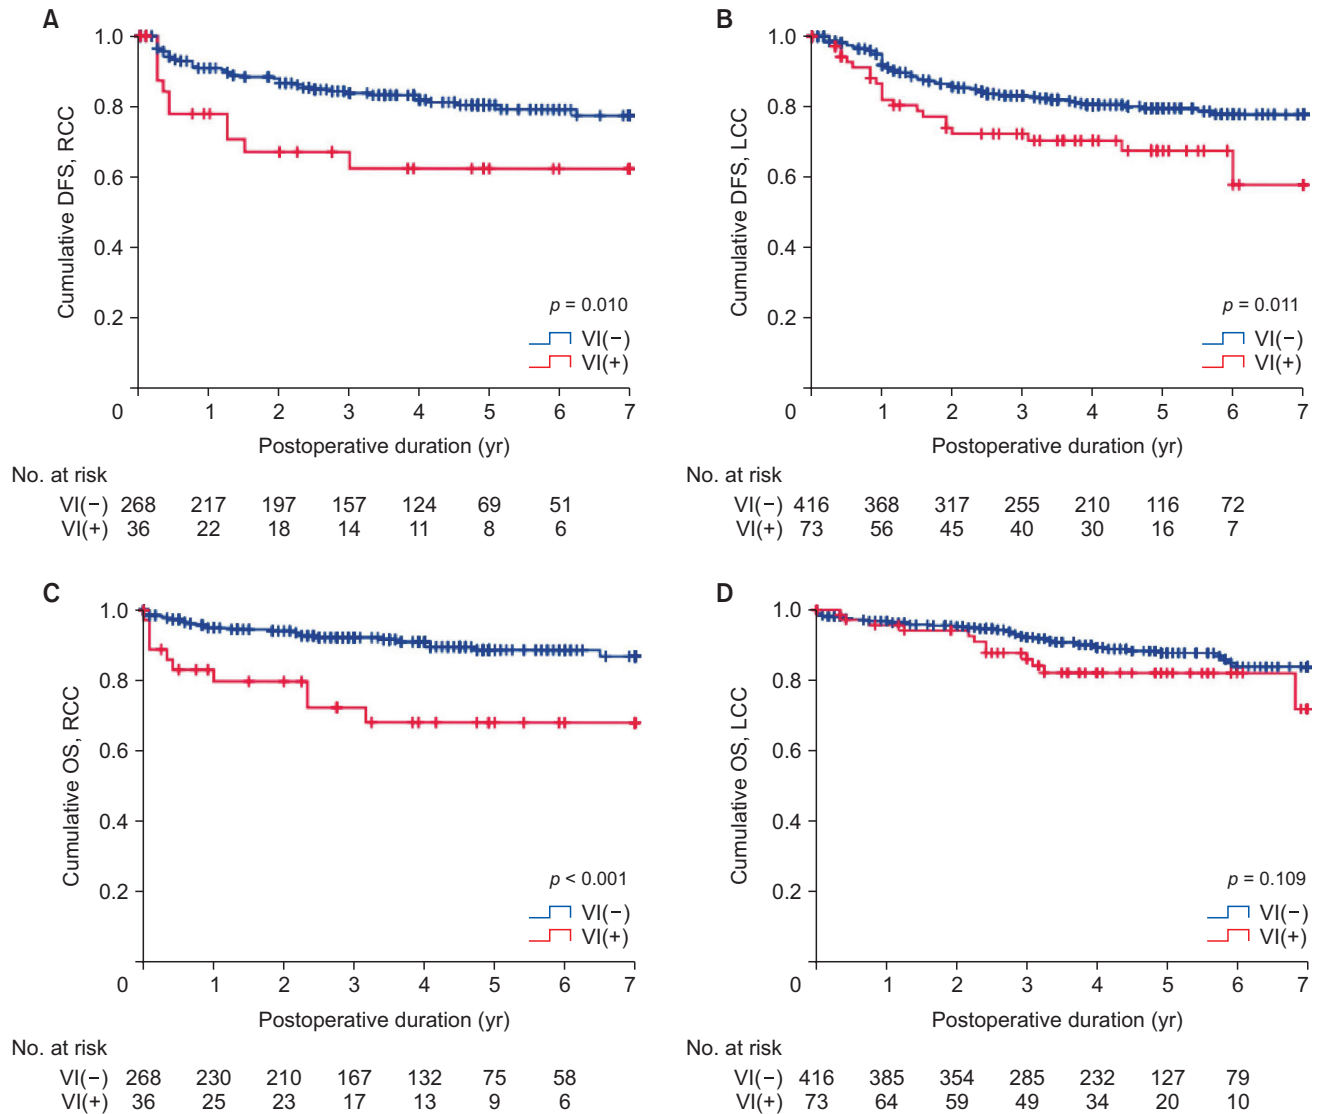 A
Cumulative DFS, RCC
1.0
0.8
0.6
0.4
0.2
p = 0.010
VI(−)
VI(+)
0 1 2 3 4 5 6 7
Postoperative duration (yr)
No. at risk
VI(−) 268 217 197 157 124 69 51
VI(+) 36 22 18 14 11 8 6
B
Cumulative DFS, LCC
1.0
0.8
0.6
0.4
0.2
p = 0.011
VI(−)
VI(+)
0 1 2 3 4 5 6 7
Postoperative duration (yr)
No. at risk
VI(−) 416 368 317 255 210 116 72
VI(+) 73 56 45 40 30 16 7
C
Cumulative OS, RCC
1.0
0.8
0.6
0.4
0.2
p < 0.001
VI(−)
VI(+)
0 1 2 3 4 5 6 7
Postoperative duration (yr)
No. at risk
VI(−) 268 230 210 167 132 75 58
VI(+) 36 25 23 17 13 9 6
D
Cumulative OS, LCC
1.0
0.8
0.6
0.4
0.2
p = 0.109
VI(−)
VI(+)
0 1 2 3 4 5 6 7
Postoperative duration (yr)
No. at risk
VI(−) 416 385 354 285 232 127 79
VI(+) 73 64 59 49 34 20 10